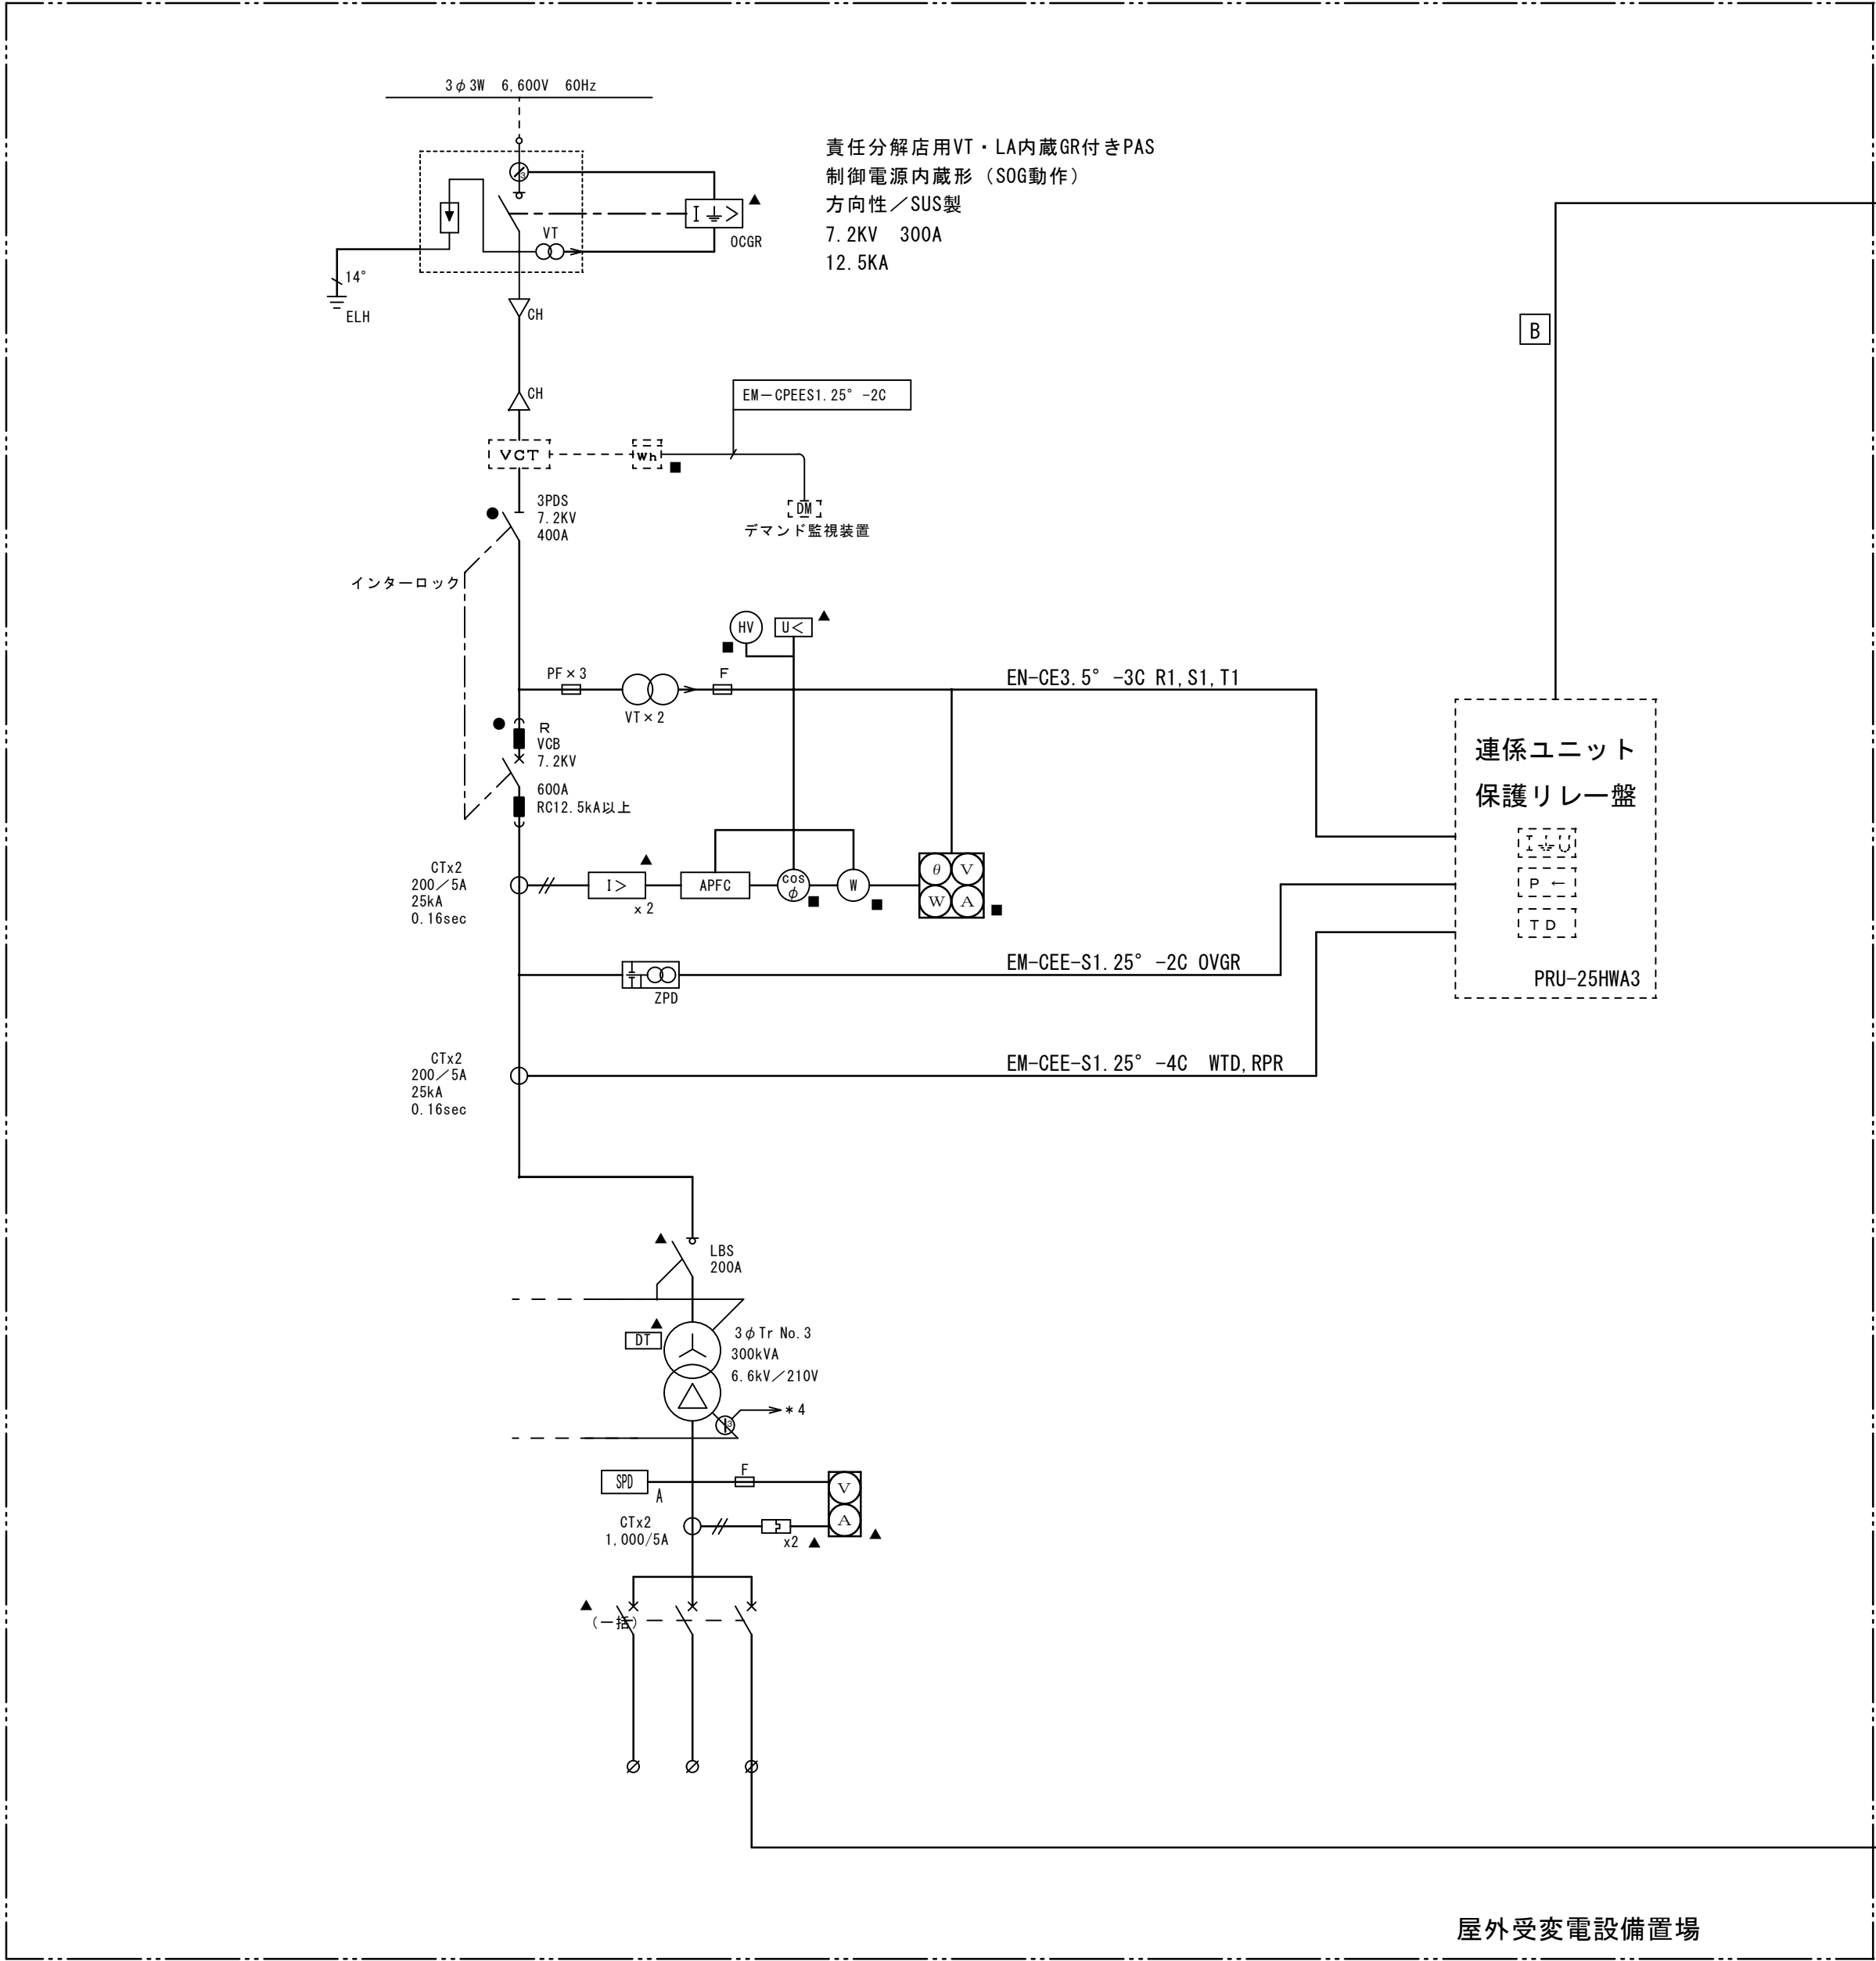 3φ3W 6,600V 60Hz
責任分解店用VT・LA内蔵GR付きPAS
制御電源内蔵形（SOG動作）
方向性／SUS製
7.2KV 300A
12.5KA
3
I >
OCGR
VT
14°
ELH
CH
B
CH
EM－CPEES1.25°-2C
VCT
Wh
DM
デマンド監視装置
3PDS
7.2KV
400A
インターロック
HV
U<
PF×3
F
VT×2
EN-CE3.5°-3C R1,S1,T1
R
VCB
7.2KV
600A
RC12.5kA以上
連係ユニット
保護リレー盤
I U
P ←
TD
PRU-25HWA3
CTx2
200／5A
25kA
0.16sec
I>
x2
APFC
cos
φ
W
θ V
W A
ZPD
EM-CEE-S1.25°-2C OVGR
CTx2
200／5A
25kA
0.16sec
EM-CEE-S1.25°-4C WTD,RPR
LBS
200A
DT
3φTr No.3
300kVA
6.6kV／210V
3
*4
SPD
A
F
V
A
CTx2
1,000/5A
x2
(一括)
屋外受変電設備置場